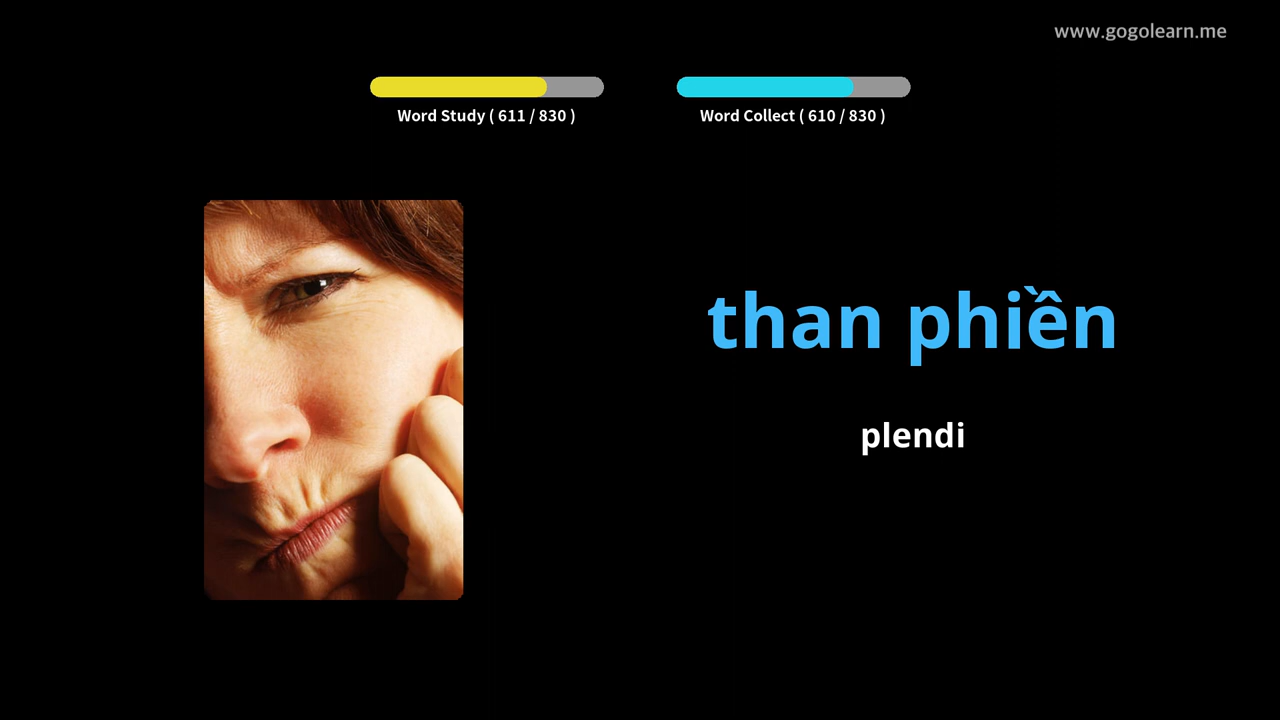 www.gogolearn.me
Word Study ( 611 / 830 )
Word Collect ( 610 / 830 )
than phiền
plendi